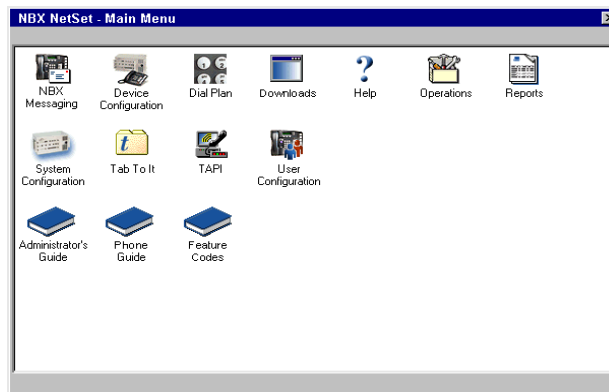 NBX NetSet - Main Menu
NBX Messaging
Device Configuration
Dial Plan
Downloads
Help
Operations
Reports
System Configuration
t
Tab To It
TAPI
User Configuration
Administrator's Guide
Phone Guide
Feature Codes